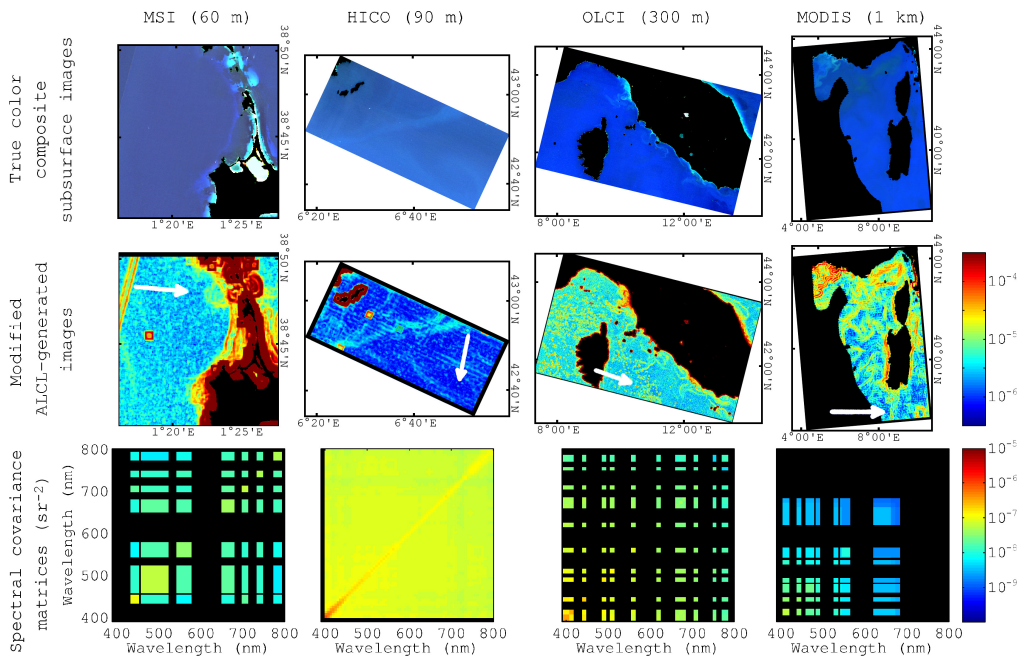 MSI (60 m) HICO (90 m) OLCI (300 m) MODIS (1 km)
True color
composite
subsurface images
38°50'N
38°45'N
1°20'E 1°25'E
43°00'N
42°40'N
6°20'E 6°40'E
44°00'N
42°00'N
8°00'E 12°00'E
44°N
40°00'N
4°00'E 8°00'E
Modified
ALCL-generated
images
38°50'N
38°45'N
1°20'E 1°25'E
43°00'N
42°40'N
6°20'E 6°40'E
44°00'N
42°00'N
8°00'E 12°00'E
44°N
40°00'N
4°00'E 8°00'E
10⁻⁴
10⁻⁵
10⁻⁶
Spectral covariance
matrices (sr⁻²)
Wavelength (nm)
800
700
600
500
400
400 500 600 700 800
Wavelength (nm)
400 500 600 700 800
Wavelength (nm)
400 500 600 700 800
Wavelength (nm)
400 500 600 700 800
Wavelength (nm)
10⁻⁵
10⁻⁶
10⁻⁷
10⁻⁸
10⁻⁹